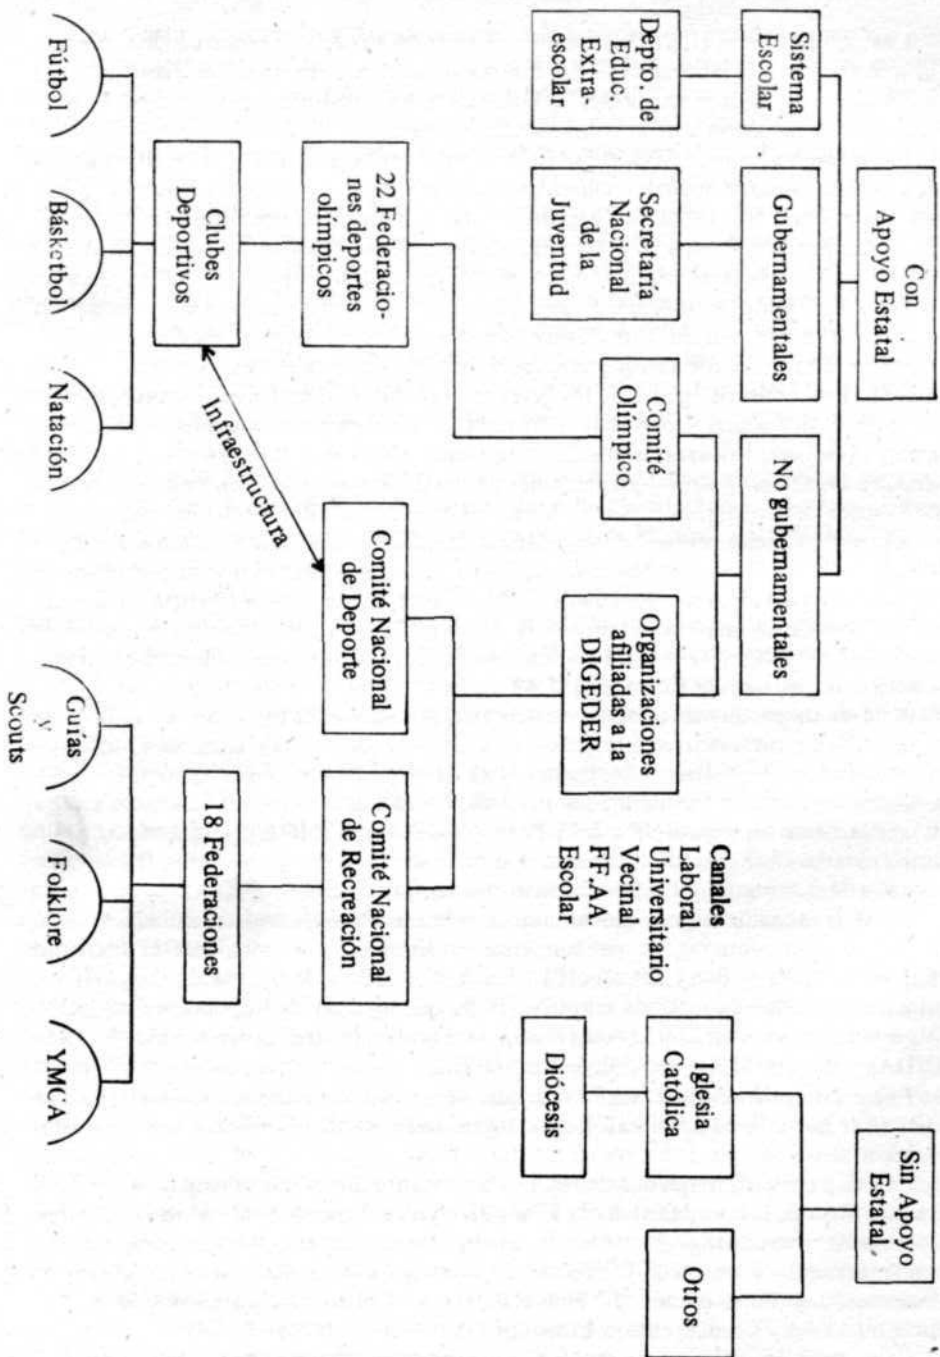 Con
Apoyo Estatal
Sin Apoyo
Estatal
Gubernamentales
No gubernamentales
Sistema
Escolar
Depto. de
Educ.
Extra-
escolar
Secretaría
Nacional
de la
Juventud
Comité
Olímpico
Organizaciones
afiliadas a la
DIGEDER
Canales
Laboral
Universitario
Vecinal
FF.AA.
Escolar
Iglesia
Católica
Otros
Diócesis
22 Federacio-
nes deportes
olímpicos
Comité Nacional
de Deporte
Comité Nacional
de Recreación
Infraestructura
Clubes
Deportivos
18 Federaciones
Fútbol
Básketbol
Natación
Guías
y
Scouts
Folklore
YMCA